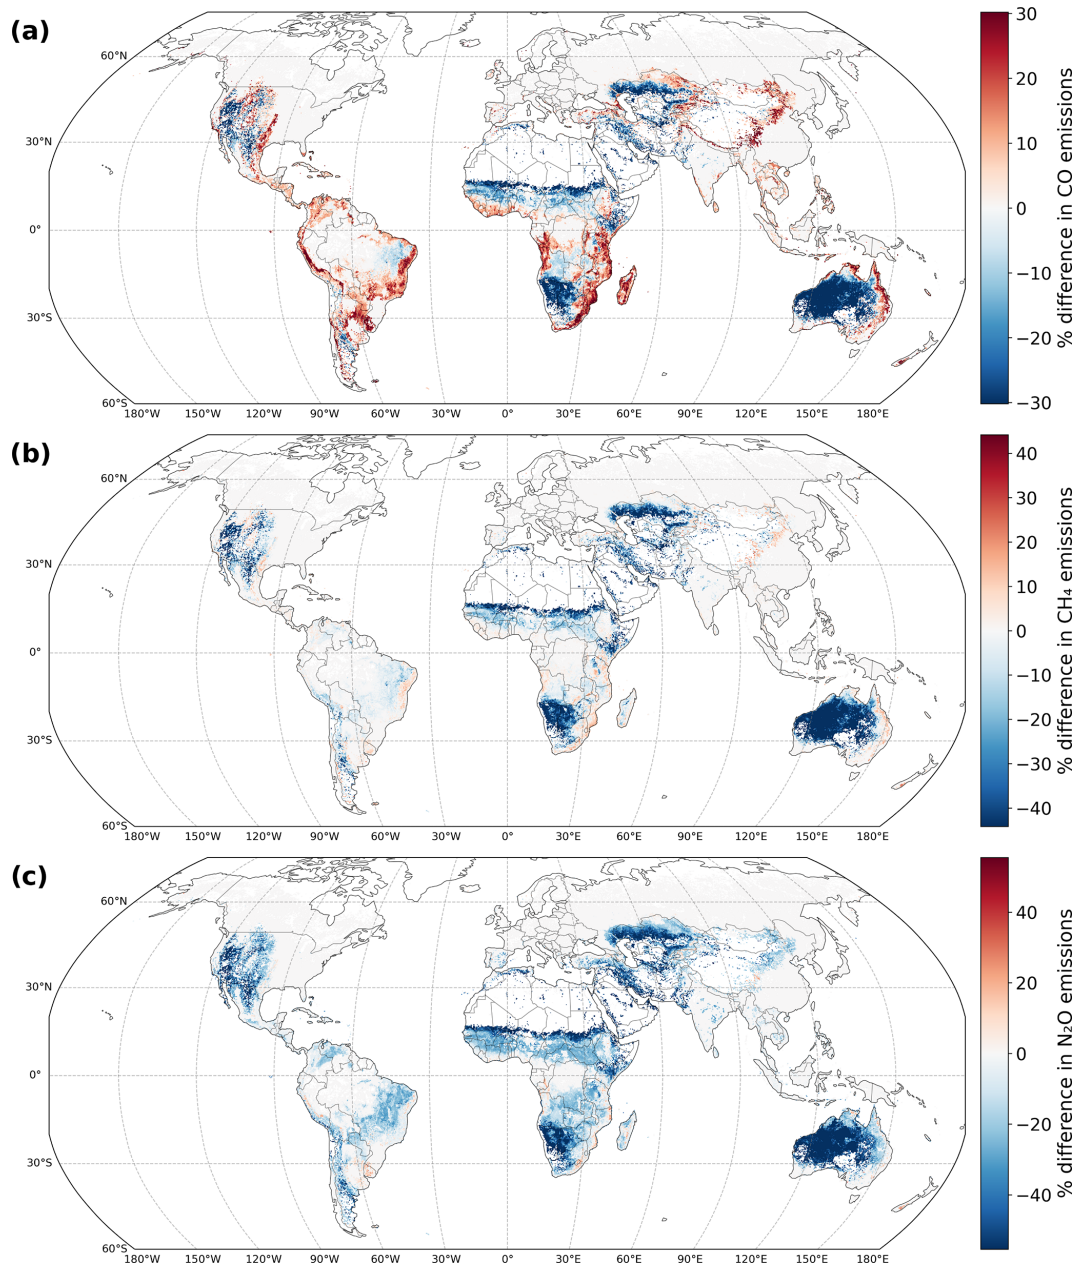 (a)
60°N
30°N
0°
30°S
60°S
180°W 150°W 120°W 90°W 60°W 30°W 0° 30°E 60°E 90°E 120°E 150°E 180°E
30
20
10
0
−10
−20
−30
% difference in CO emissions
(b)
60°N
30°N
0°
30°S
60°S
180°W 150°W 120°W 90°W 60°W 30°W 0° 30°E 60°E 90°E 120°E 150°E 180°E
40
30
20
10
0
−10
−20
−30
−40
% difference in CH₄ emissions
(c)
60°N
30°N
0°
30°S
60°S
180°W 150°W 120°W 90°W 60°W 30°W 0° 30°E 60°E 90°E 120°E 150°E 180°E
40
20
0
−20
−40
% difference in N₂O emissions